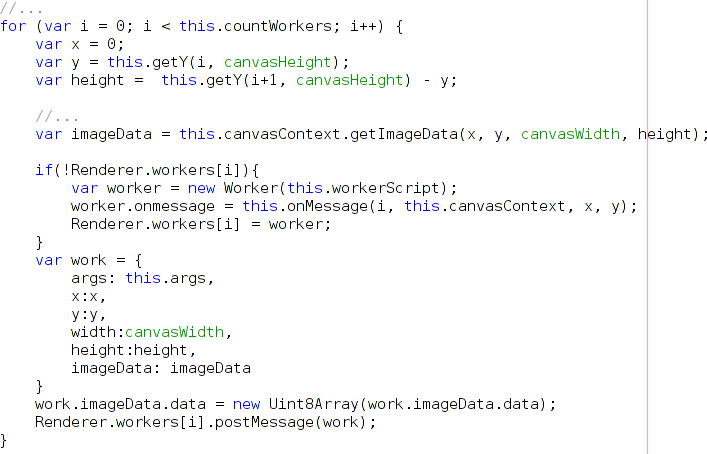 //...
for (var i = 0; i < this.countWorkers; i++) {
    var x = 0;
    var y = this.getY(i, canvasHeight);
    var height =  this.getY(i+1, canvasHeight) - y;

    //...
    var imageData = this.canvasContext.getImageData(x, y, canvasWidth, height);

    if(!Renderer.workers[i]){
        var worker = new Worker(this.workerScript);
        worker.onmessage = this.onMessage(i, this.canvasContext, x, y);
        Renderer.workers[i] = worker;
    }
    var work = {
        args: this.args,
        x:x,
        y:y,
        width:canvasWidth,
        height:height,
        imageData: imageData
    }
    work.imageData.data = new Uint8Array(work.imageData.data);
    Renderer.workers[i].postMessage(work);
}